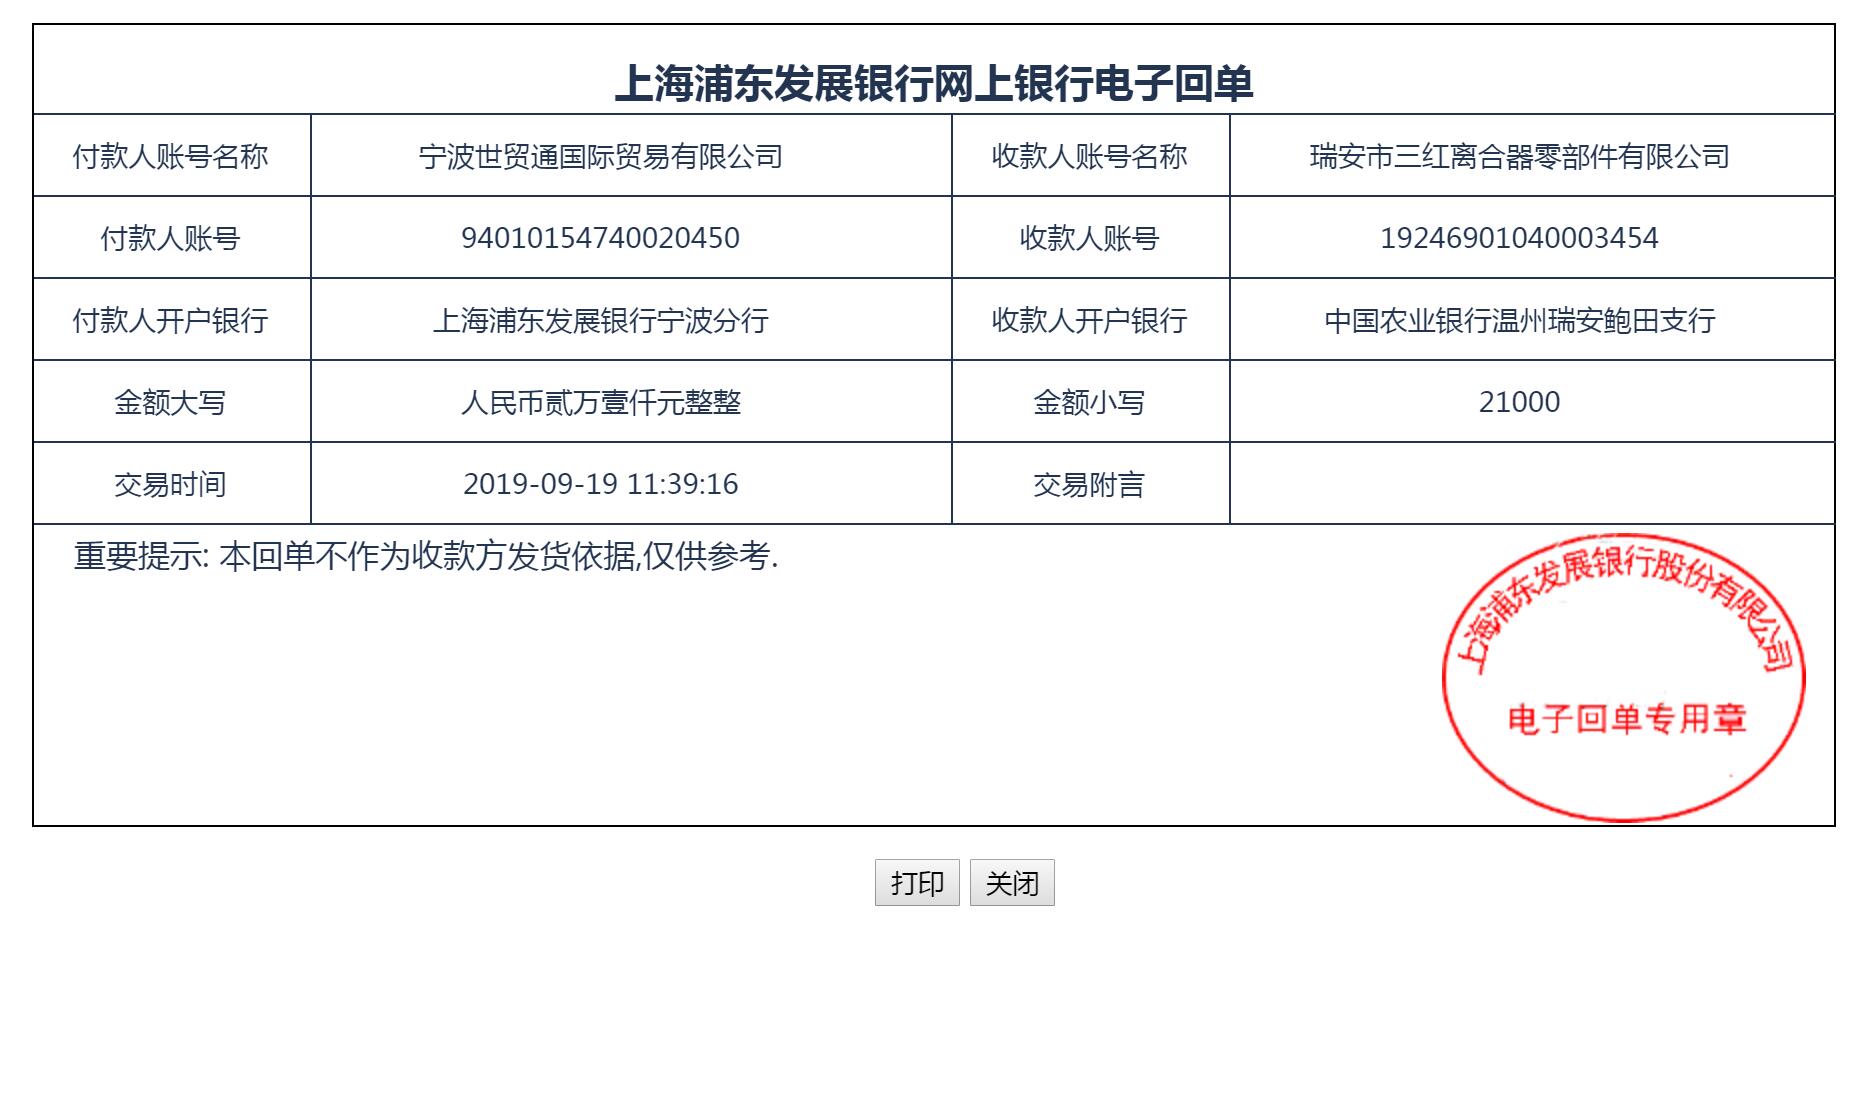 上海浦东发展银行网上银行电子回单
付款人账号名称 宁波世贸通国际贸易有限公司 收款人账号名称 瑞安市三红离合器零部件有限公司
付款人账号 94010154740020450 收款人账号 19246901040003454
付款人开户银行 上海浦东发展银行宁波分行 收款人开户银行 中国农业银行温州瑞安鲍田支行
金额大写 人民币贰万壹仟元整整 金额小写 21000
交易时间 2019-09-19 11:39:16 交易附言
重要提示: 本回单不作为收款方发货依据,仅供参考.
上海浦东发展银行股份有限公司
电子回单专用章
打印 关闭